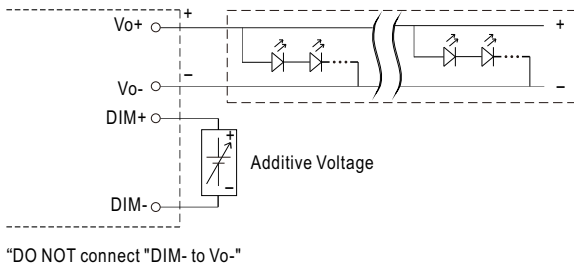 Vo+
+
+
−
Vo-
−
DIM+
+
Additive Voltage
−
DIM-
“DO NOT connect "DIM- to Vo-"